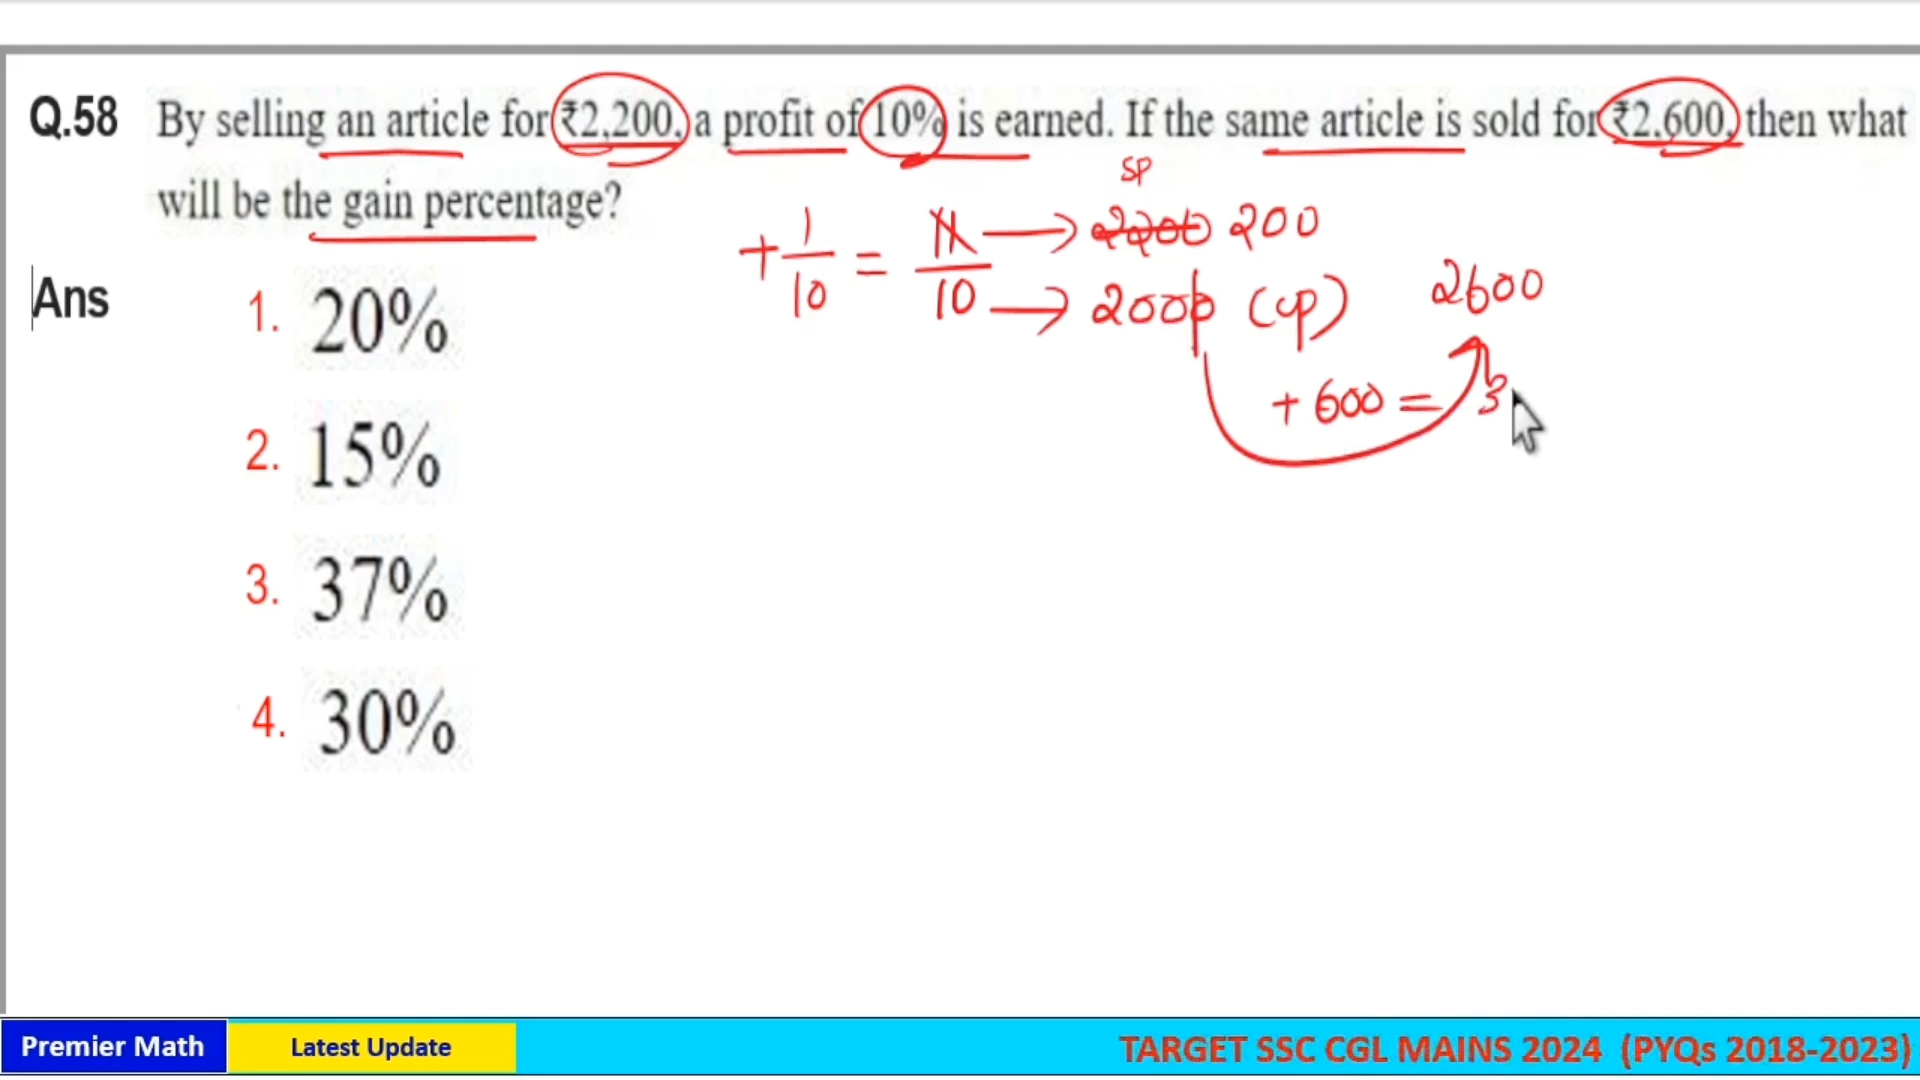 Q.58 By selling an article for ₹2,200, a profit of 10% is earned. If the same article is sold for ₹2,600, then what
will be the gain percentage?
SP
+ 1/10 = 11/10 → 2200 200
→ 2000 (CP) 2600
+ 600 = 3
Ans
1. 20%
2. 15%
3. 37%
4. 30%
Premier Math
Latest Update
TARGET SSC CGL MAINS 2024 (PYQs 2018-2023)